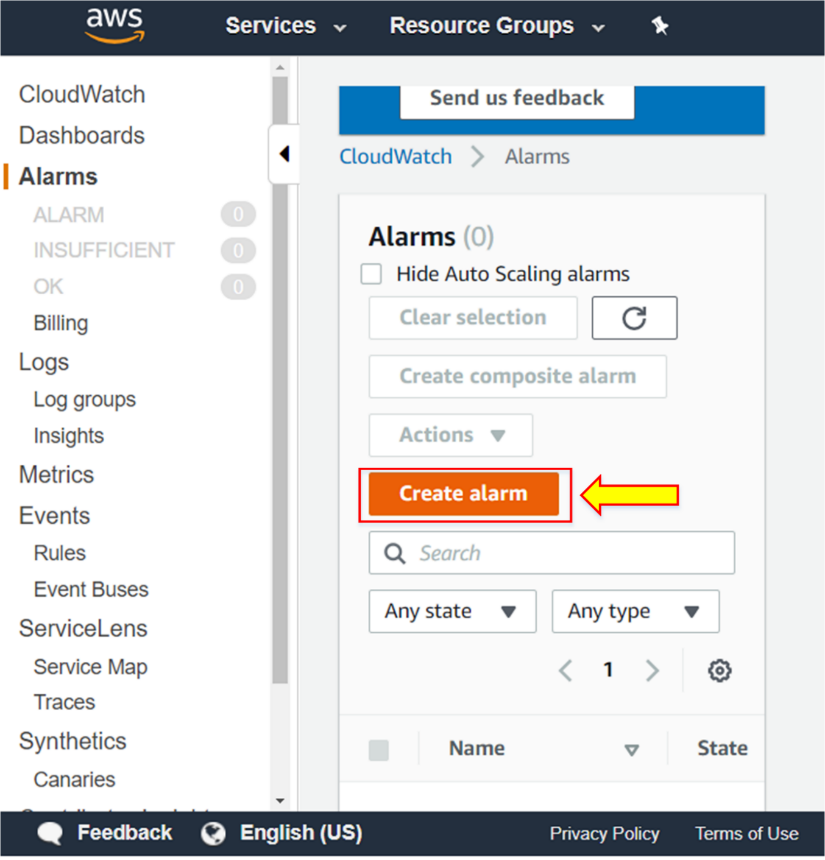 aws Services Resource Groups
CloudWatch
Dashboards
Alarms
ALARM 0
INSUFFICIENT 0
OK 0
Billing
Logs
Log groups
Insights
Metrics
Events
Rules
Event Buses
ServiceLens
Service Map
Traces
Synthetics
Canaries
Send us feedback
CloudWatch Alarms
Alarms (0)
Hide Auto Scaling alarms
Clear selection
Create composite alarm
Actions
Create alarm
Search
Any state Any type
1
Name State
Feedback English (US) Privacy Policy Terms of Use